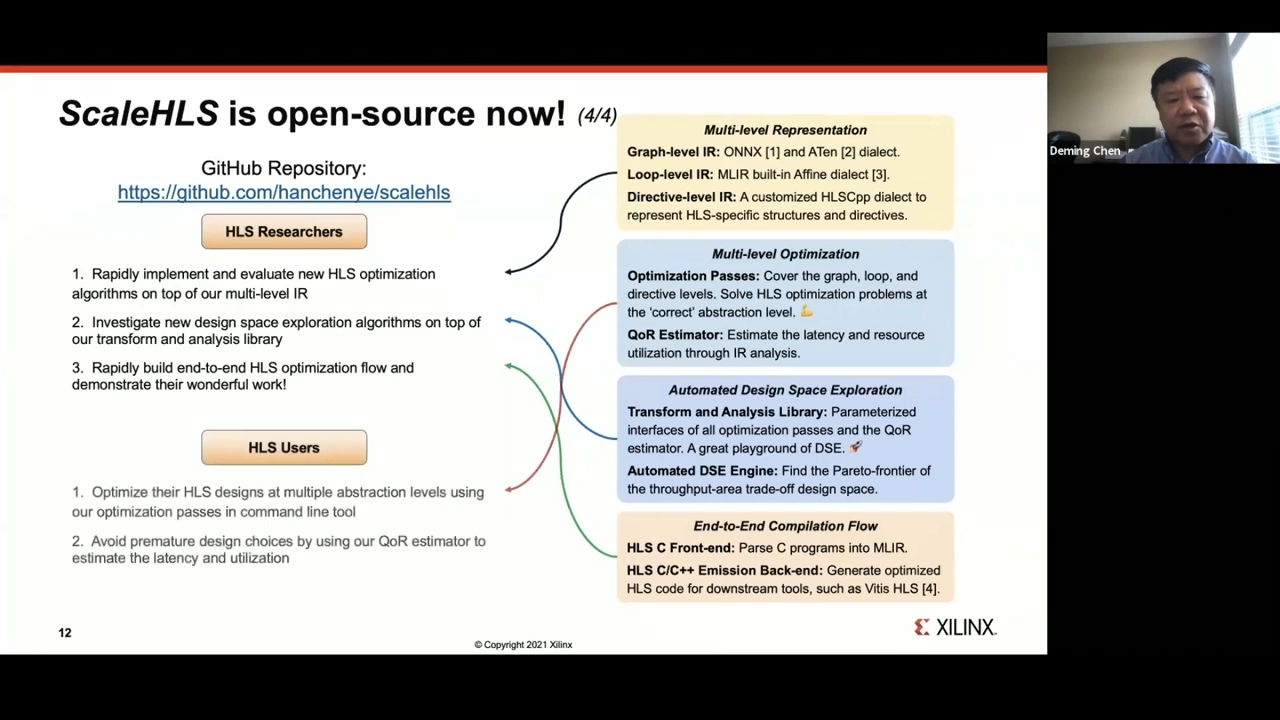 ScaleHLS is open-source now! (4/4)
GitHub Repository:
https://github.com/hanchenye/scalehls
HLS Researchers
1. Rapidly implement and evaluate new HLS optimization
algorithms on top of our multi-level IR
2. Investigate new design space exploration algorithms on top of
our transform and analysis library
3. Rapidly build end-to-end HLS optimization flow and
demonstrate their wonderful work!
HLS Users
1. Optimize their HLS designs at multiple abstraction levels using
our optimization passes in command line tool
2. Avoid premature design choices by using our QoR estimator to
estimate the latency and utilization
Multi-level Representation
Graph-level IR: ONNX [1] and ATen [2] dialect.
Loop-level IR: MLIR built-in Affine dialect [3].
Directive-level IR: A customized HLSCpp dialect to
represent HLS-specific structures and directives.
Multi-level Optimization
Optimization Passes: Cover the graph, loop, and
directive levels. Solve HLS optimization problems at
the 'correct' abstraction level. 💪
QoR Estimator: Estimate the latency and resource
utilization through IR analysis.
Automated Design Space Exploration
Transform and Analysis Library: Parameterized
interfaces of all optimization passes and the QoR
estimator. A great playground of DSE. 🚀
Automated DSE Engine: Find the Pareto-frontier of
the throughput-area trade-off design space.
End-to-End Compilation Flow
HLS C Front-end: Parse C programs into MLIR.
HLS C/C++ Emission Back-end: Generate optimized
HLS code for downstream tools, such as Vitis HLS [4].
12
© Copyright 2021 Xilinx
XILINX
Deming Chen